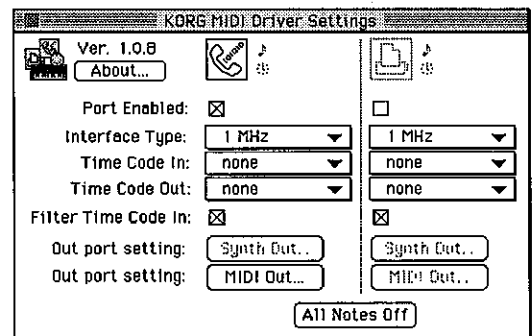 KORG MIDI Driver Settings
Ver. 1.0.8
About...
Port Enabled:
Interface Type: 1 MHz 1 MHz
Time Code In: none none
Time Code Out: none none
Filter Time Code In:
Out port setting: Synth Out.. Synth Out..
Out port setting: MIDI Out... MIDI Out..
All Notes Off